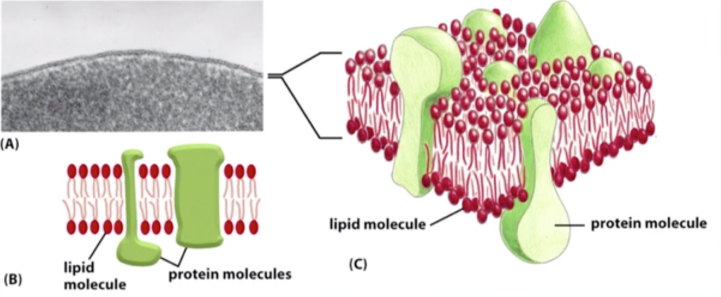 (A)
lipid
molecule
protein molecules
(B)
lipid molecule
protein molecule
(C)